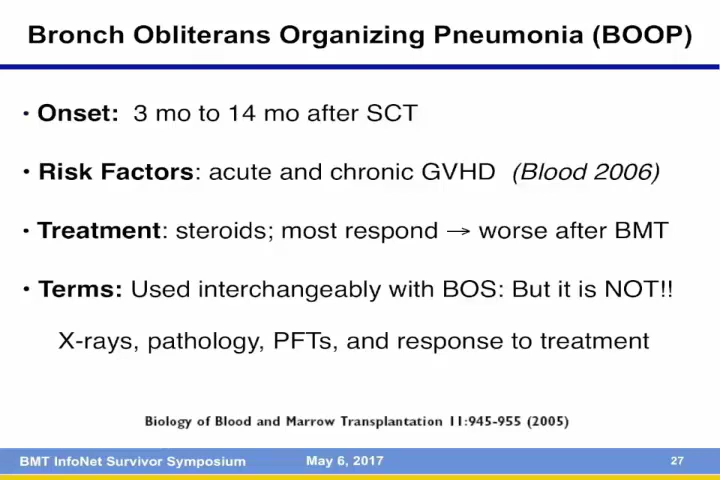 Bronch Obliterans Organizing Pneumonia (BOOP)
• Onset: 3 mo to 14 mo after SCT
• Risk Factors: acute and chronic GVHD (Blood 2006)
• Treatment: steroids; most respond → worse after BMT
• Terms: Used interchangeably with BOS: But it is NOT!!
X-rays, pathology, PFTs, and response to treatment
Biology of Blood and Marrow Transplantation 11:945-955 (2005)
BMT InfoNet Survivor Symposium May 6, 2017 27